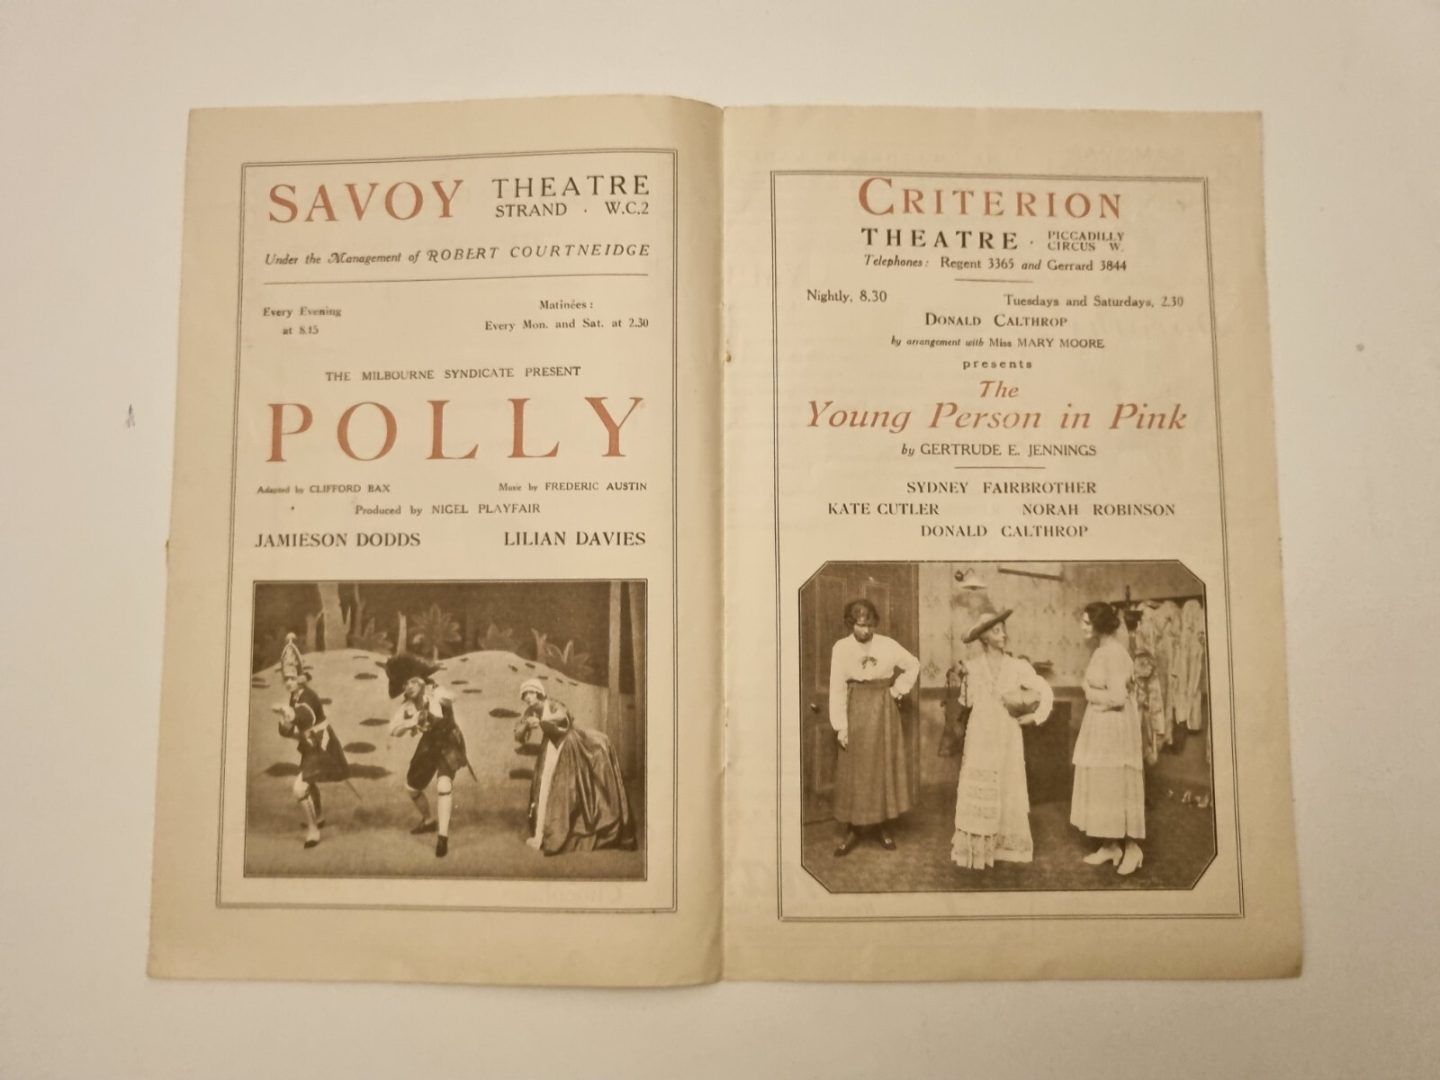 SAVOY THEATRE
STRAND · W.C.2
Under the Management of ROBERT COURTNEIDGE
Every Evening
at 8.15
Matinées:
Every Mon. and Sat. at 2.30
THE MILBOURNE SYNDICATE PRESENT
POLLY
Adapted by CLIFFORD BAX
Music by FREDERIC AUSTIN
Produced by NIGEL PLAYFAIR
JAMIESON DODDS LILIAN DAVIES
CRITERION
THEATRE · PICCADILLY
CIRCUS W.
Telephones: Regent 3365 and Gerrard 3844
Nightly, 8.30 Tuesdays and Saturdays, 2.30
DONALD CALTHROP
by arrangement with Miss MARY MOORE
presents
The
Young Person in Pink
by GERTRUDE E. JENNINGS
SYDNEY FAIRBROTHER
KATE CUTLER NORAH ROBINSON
DONALD CALTHROP